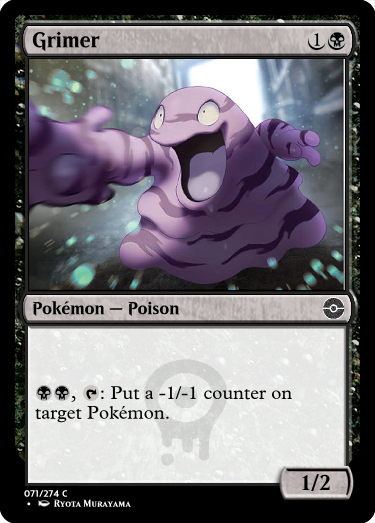 Grimer 1
Pokémon — Poison
: Put a -1/-1 counter on
target Pokémon.
1/2
071/274 C
• Ryota Murayama